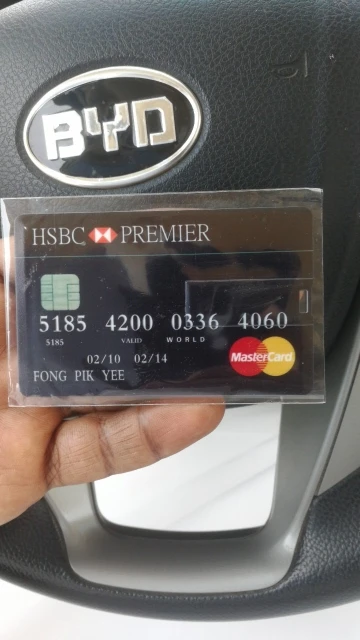 BYD
HSBC PREMIER
5185 4200 0336 4060
5185 VALID WORLD
02/10 02/14
MasterCard
FONG PIK YEE